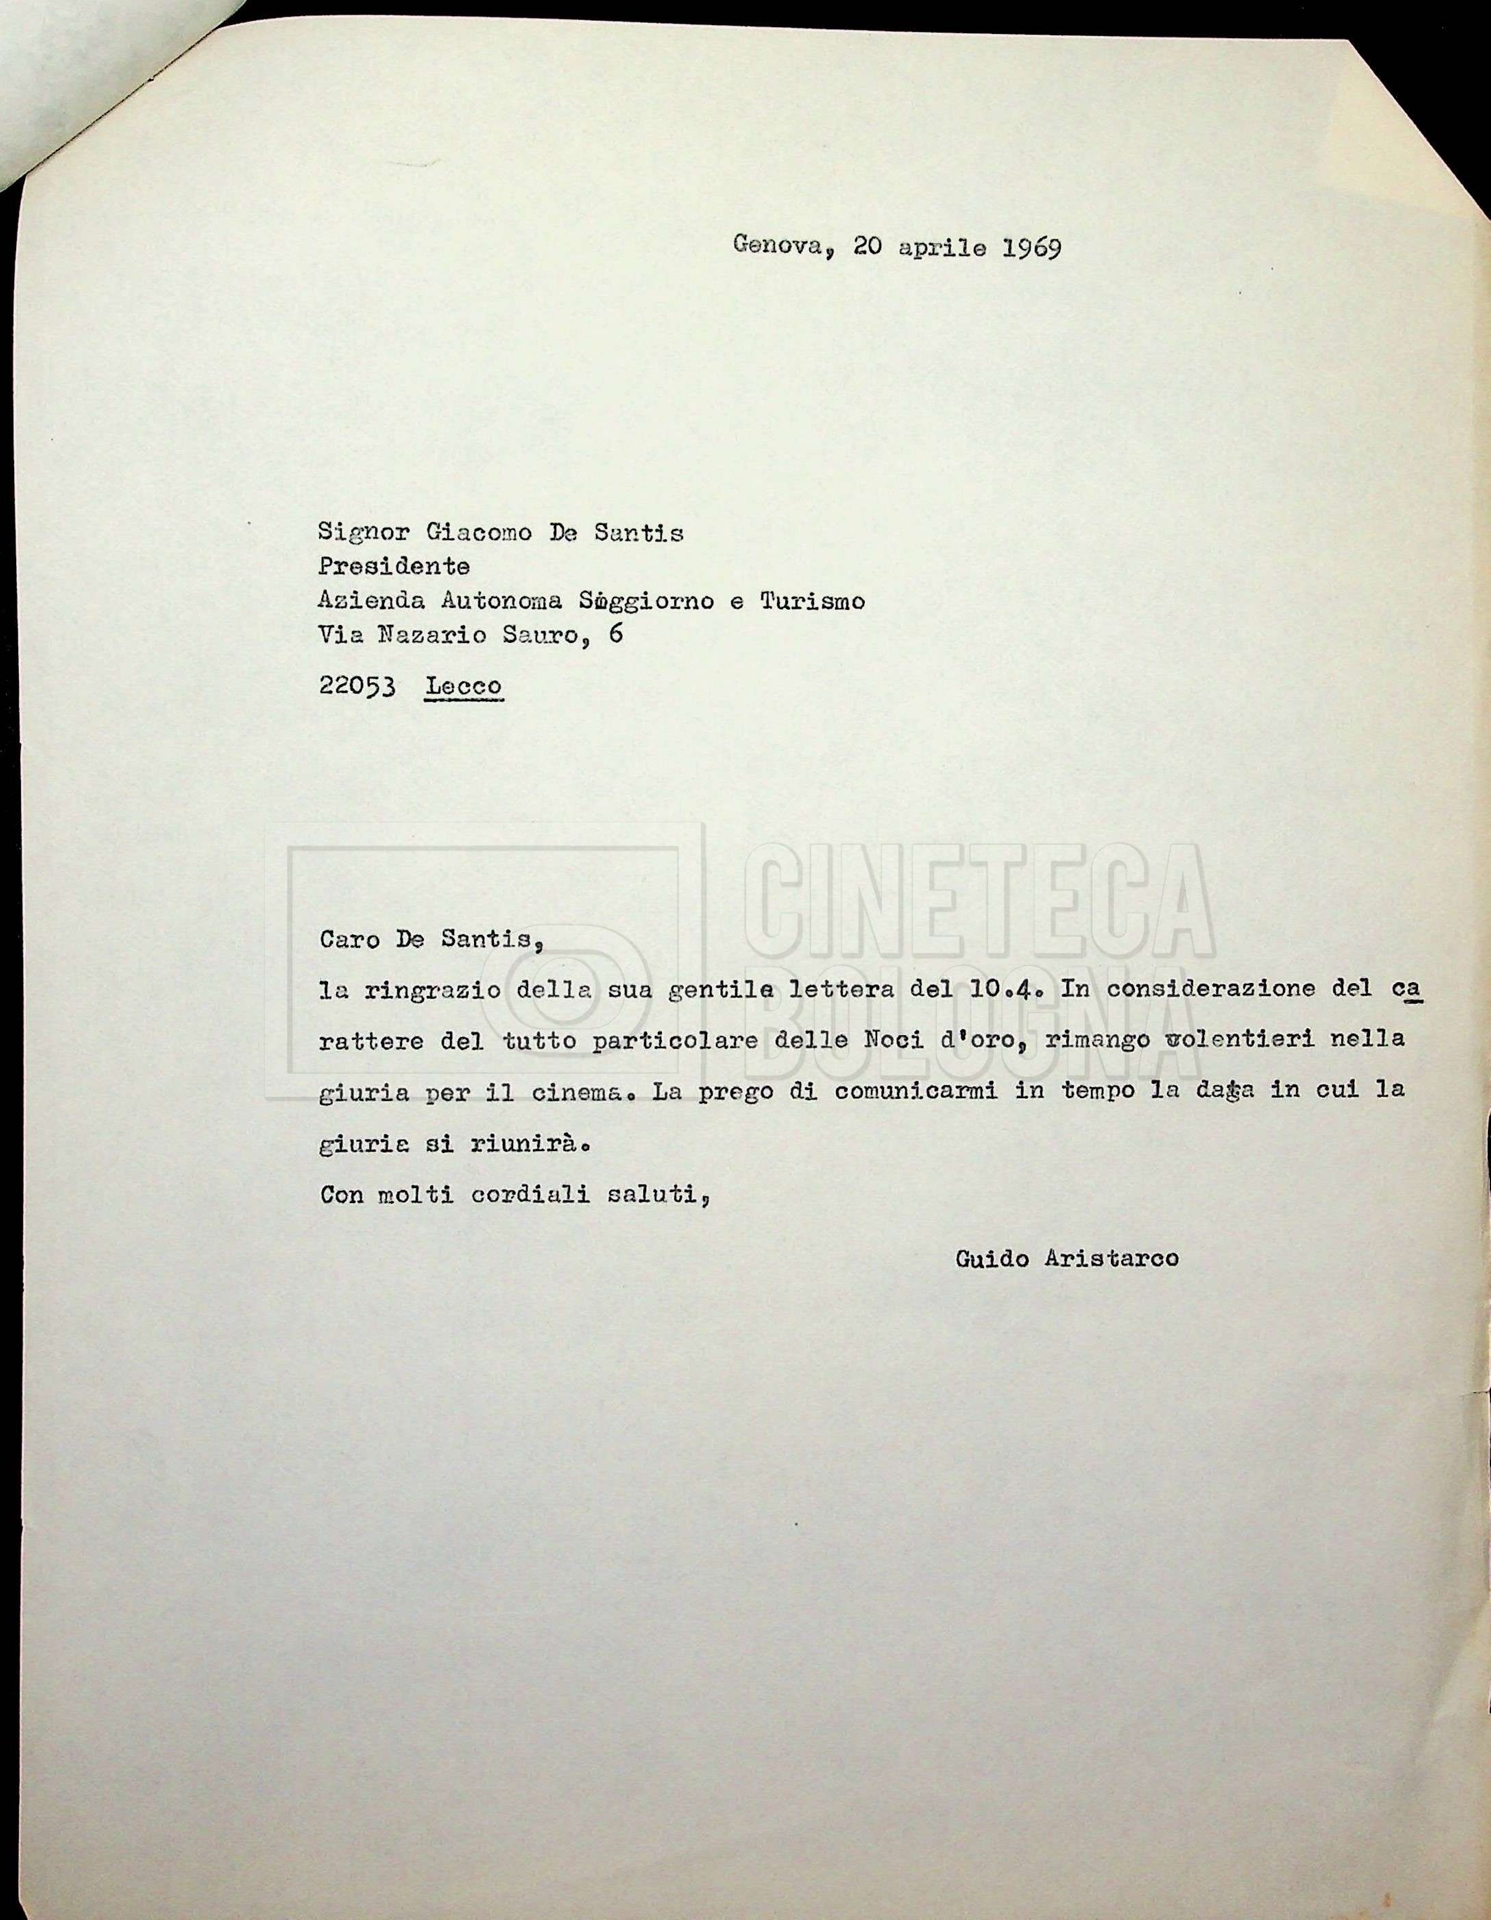 Genova, 20 aprile 1969
Signor Giacomo De Santis
Presidente
Azienda Autonoma Soggiorno e Turismo
Via Nazario Sauro, 6
22053 Lecco
CINETECA
BOLOGNA
Caro De Santis,
la ringrazio della sua gentile lettera del 10.4. In considerazione del ca
rattere del tutto particolare delle Noci d'oro, rimango volentieri nella
giuria per il cinema. La prego di comunicarmi in tempo la data in cui la
giuria si riunirà.
Con molti cordiali saluti,
Guido Aristarco